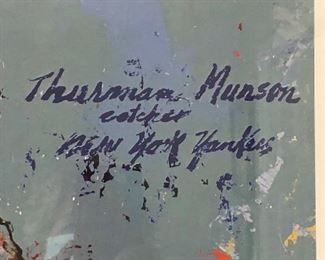 Thurman Munson
catcher
New York Yankees